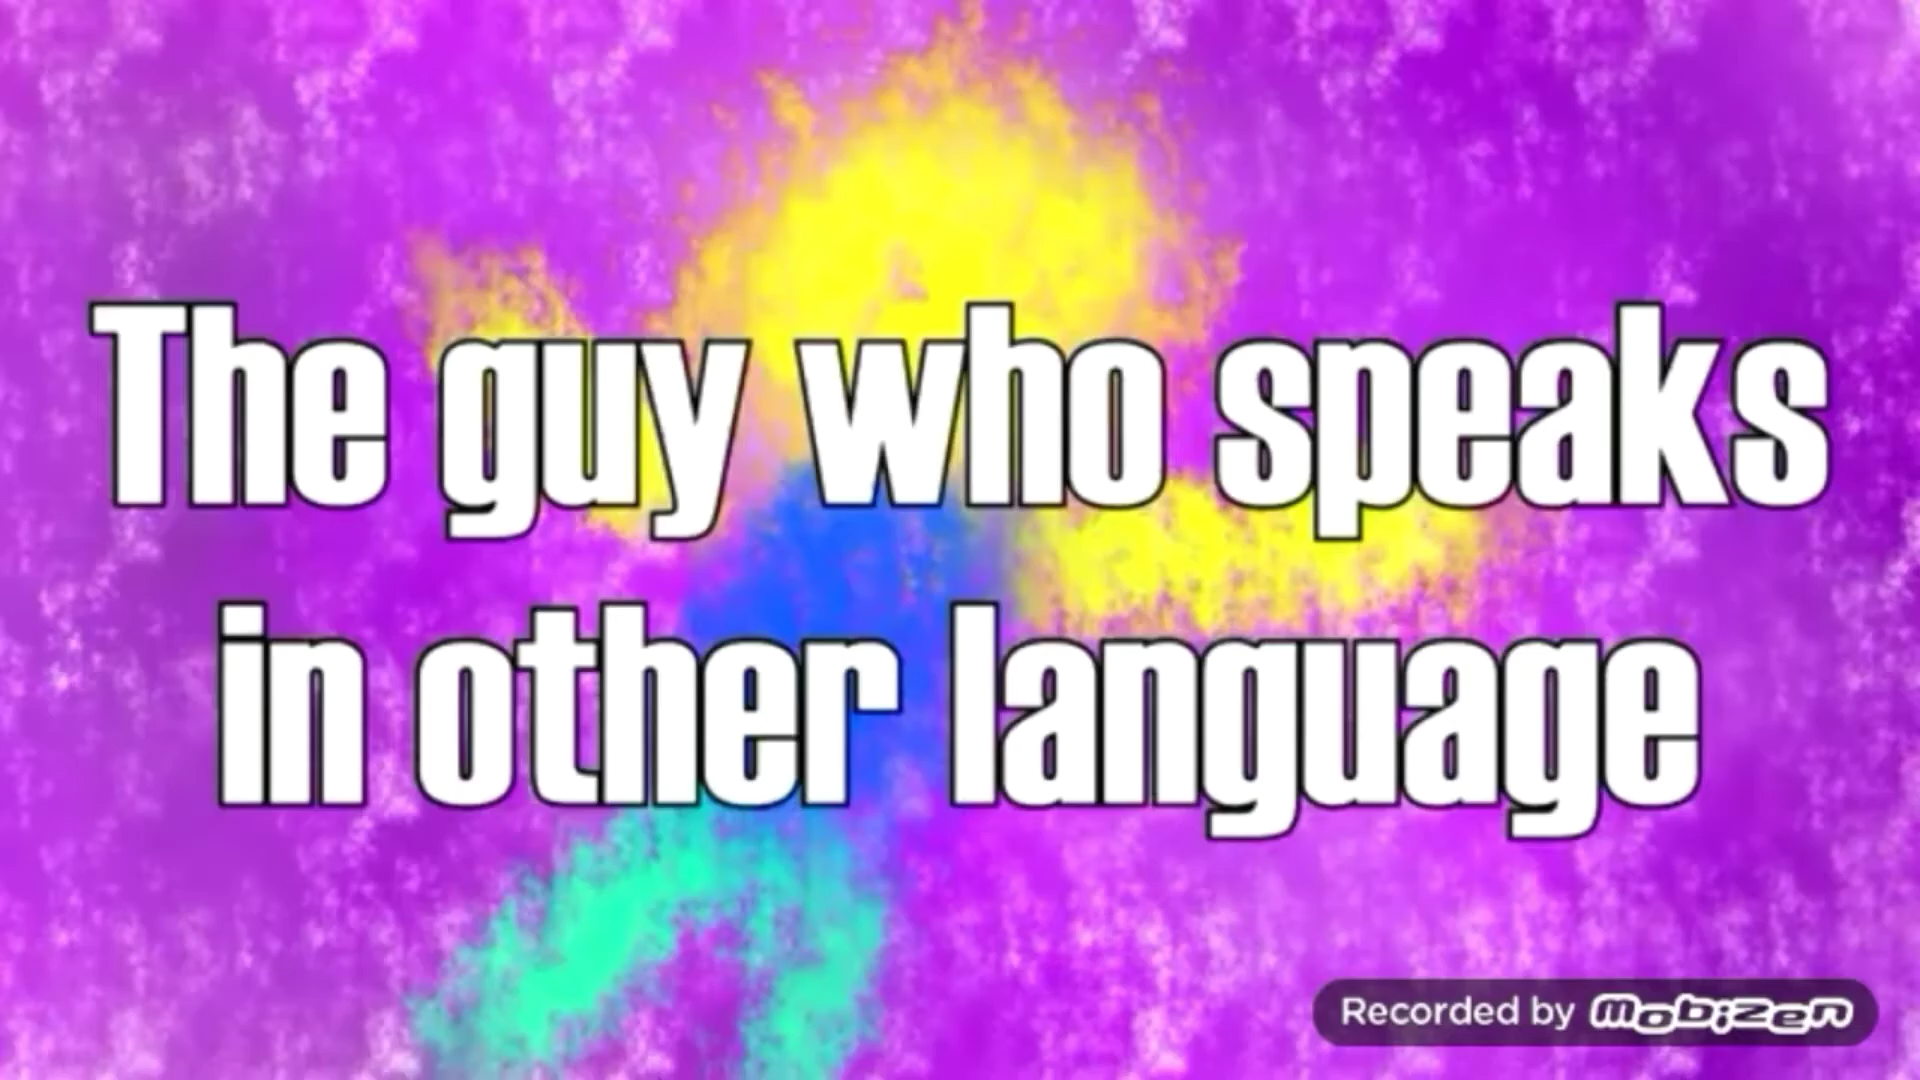 The guy who speaks
in other language
Recorded by mobizen